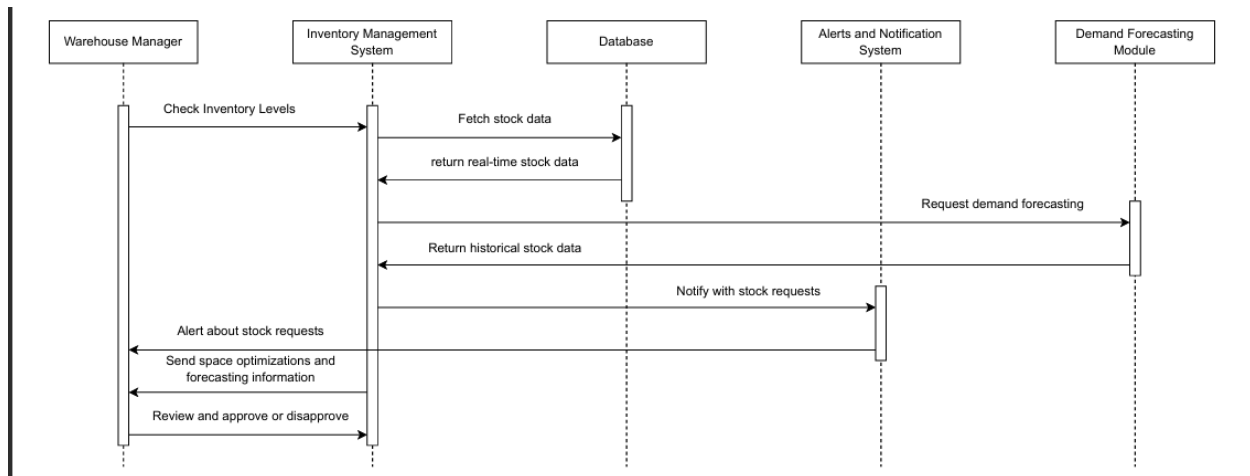 Warehouse Manager
Inventory Management
System
Database
Alerts and Notification
System
Demand Forecasting
Module
Check Inventory Levels
Fetch stock data
return real-time stock data
Request demand forecasting
Return historical stock data
Notify with stock requests
Alert about stock requests
Send space optimizations and
forecasting information
Review and approve or disapprove